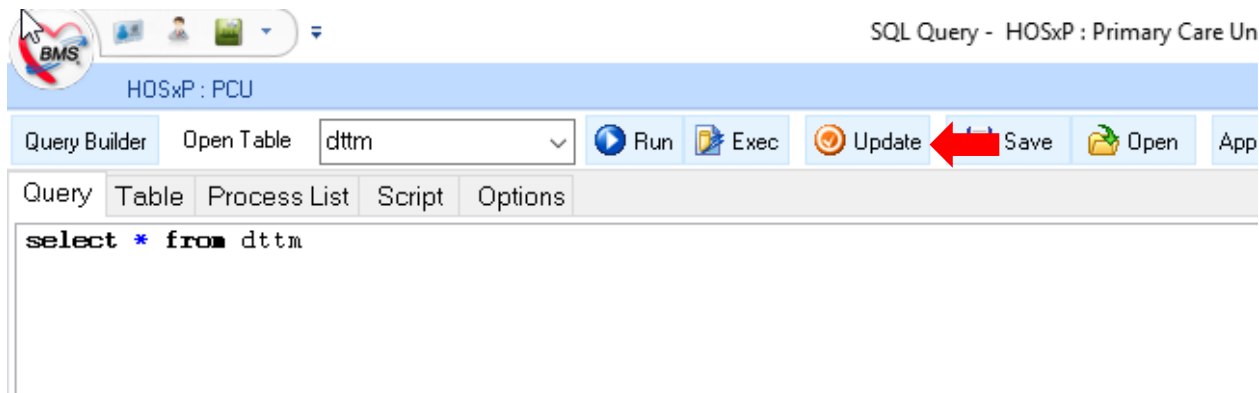 BMS
SQL Query - HOSxP : Primary Care Un
HOSxP : PCU
Query Builder Open Table dttm Run Exec Update Save Open App
Query Table Process List Script Options
select * from dttm